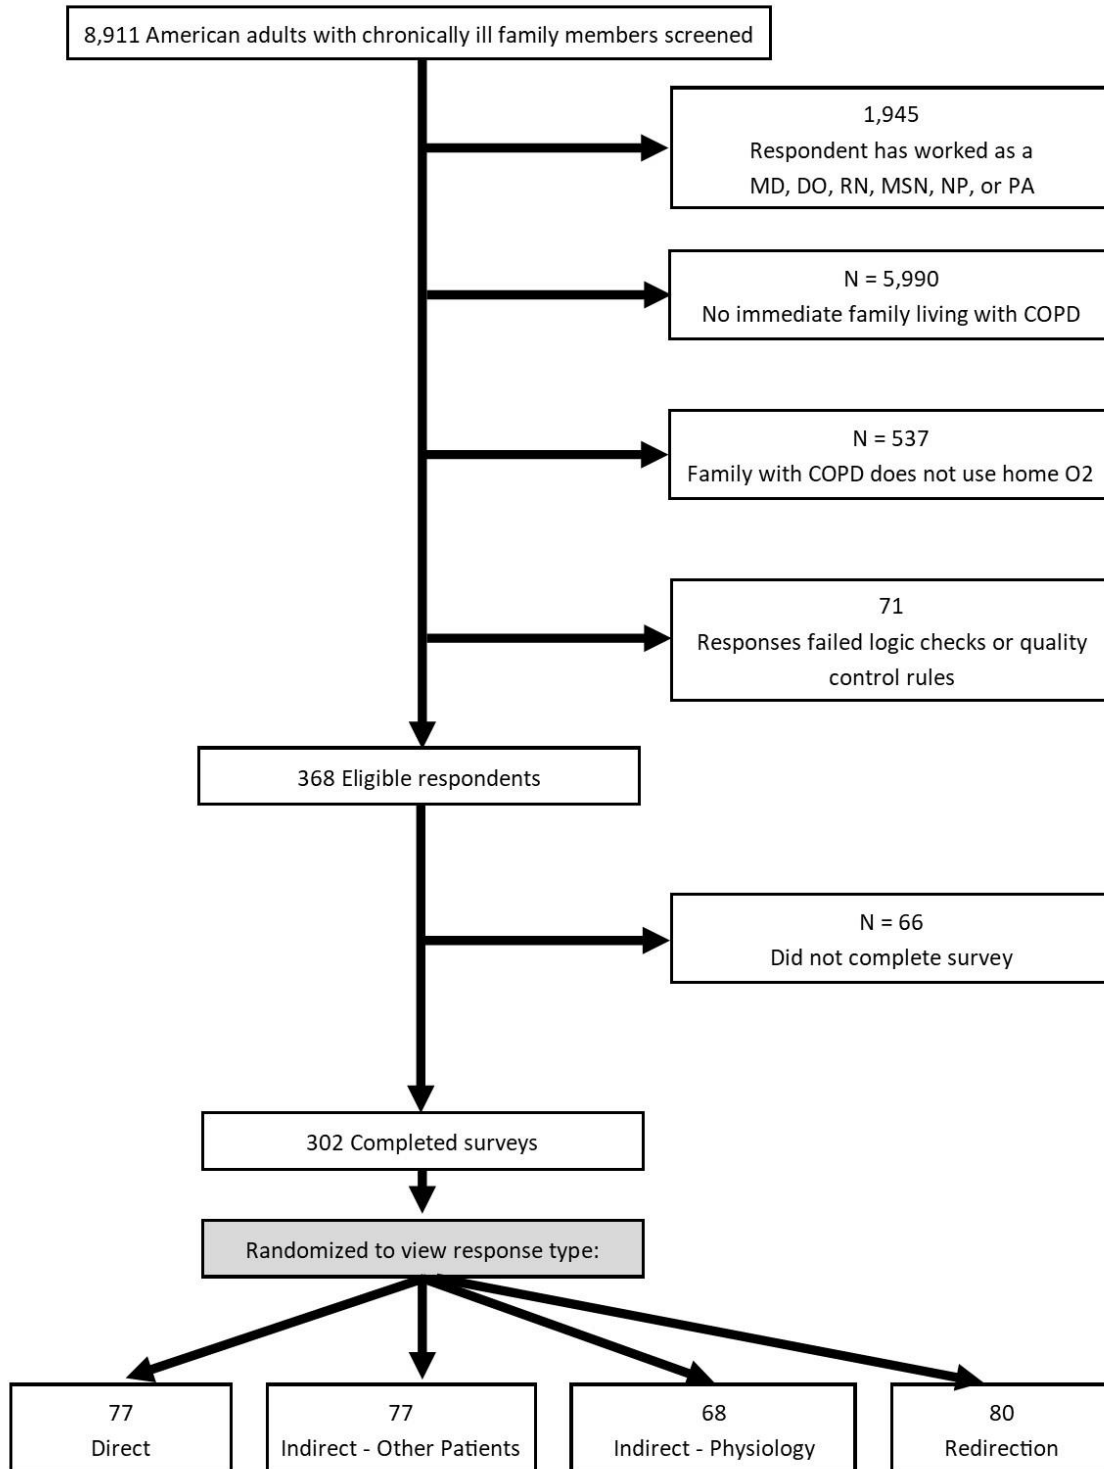 8,911 American adults with chronically ill family members screened
1,945
Respondent has worked as a
MD, DO, RN, MSN, NP, or PA
N = 5,990
No immediate family living with COPD
N = 537
Family with COPD does not use home O2
71
Responses failed logic checks or quality
control rules
368 Eligible respondents
N = 66
Did not complete survey
302 Completed surveys
Randomized to view response type:
77
Direct
77
Indirect - Other Patients
68
Indirect - Physiology
80
Redirection